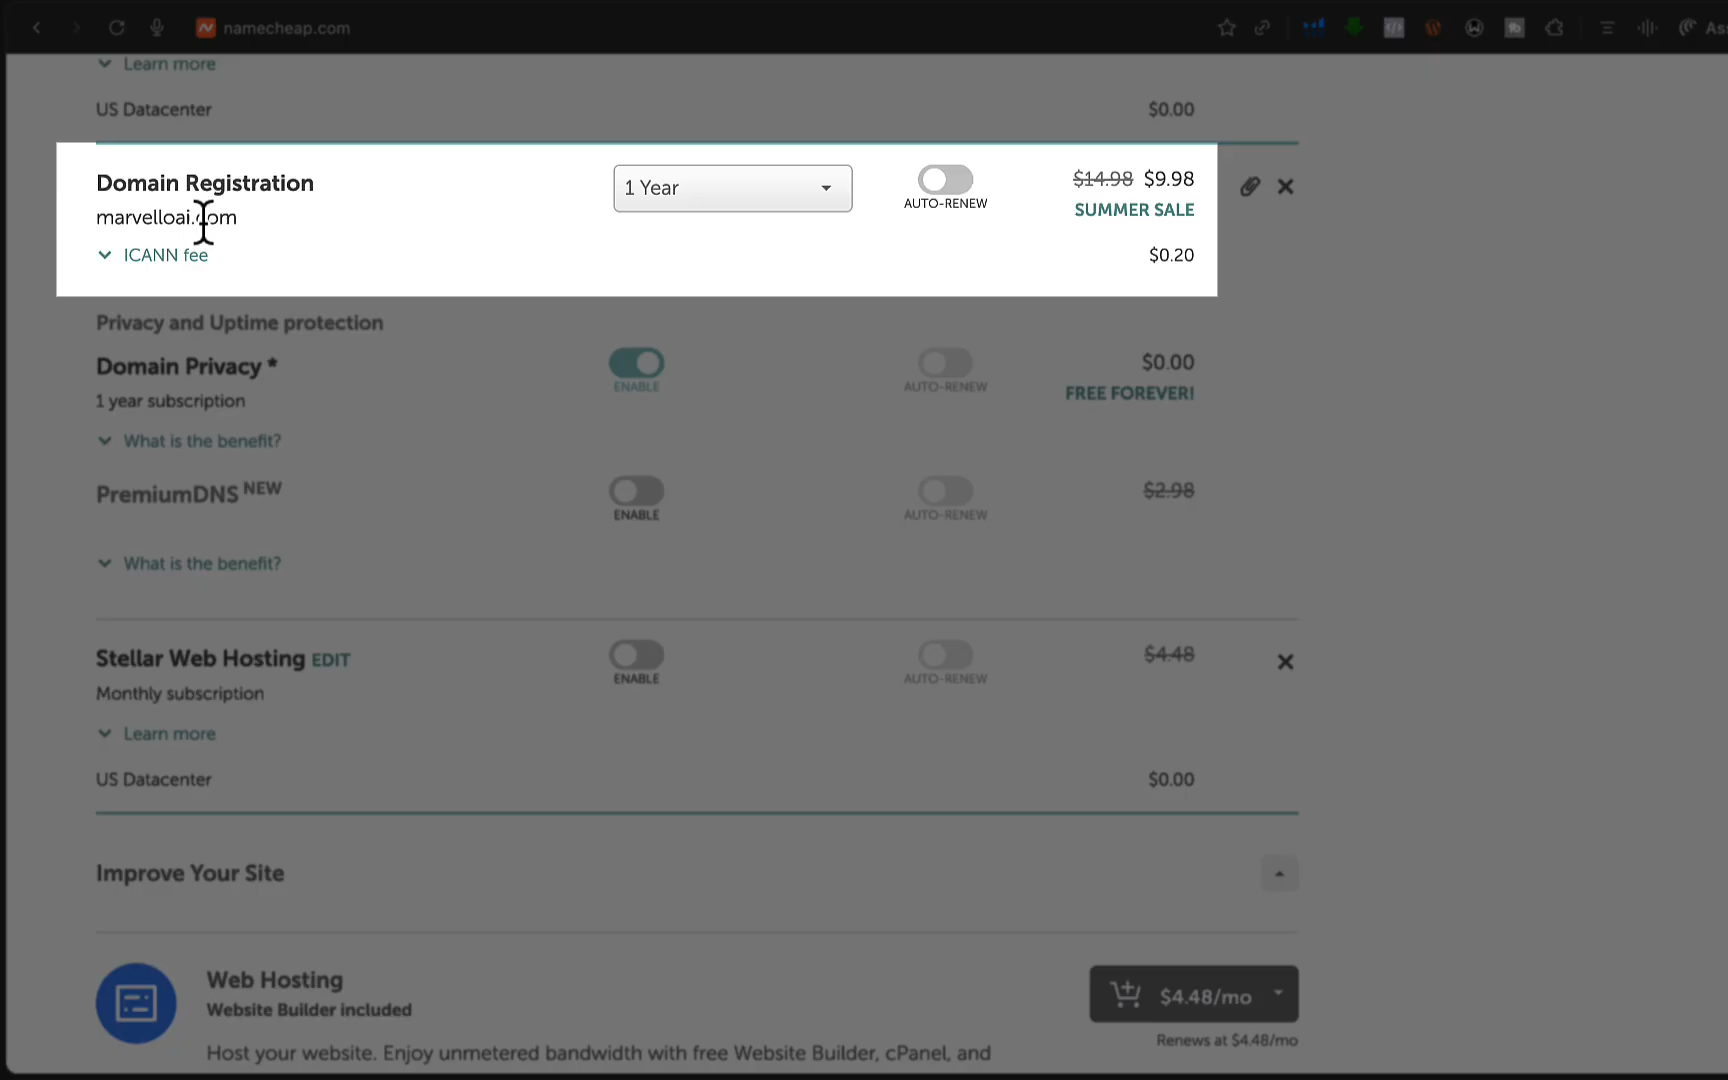 namecheap.com
Learn more
US Datacenter $0.00
Domain Registration 1 Year $14.98 $9.98
marvelloai.com AUTO-RENEW SUMMER SALE
ICANN fee $0.20
Privacy and Uptime protection
Domain Privacy * $0.00
ENABLE AUTO-RENEW FREE FOREVER!
1 year subscription
What is the benefit?
PremiumDNS NEW $2.98
ENABLE AUTO-RENEW
What is the benefit?
Stellar Web Hosting EDIT $4.48
ENABLE AUTO-RENEW
Monthly subscription
Learn more
US Datacenter $0.00
Improve Your Site
Web Hosting
Website Builder included
$4.48/mo
Renews at $4.48/mo
Host your website. Enjoy unmetered bandwidth with free Website Builder, cPanel, and